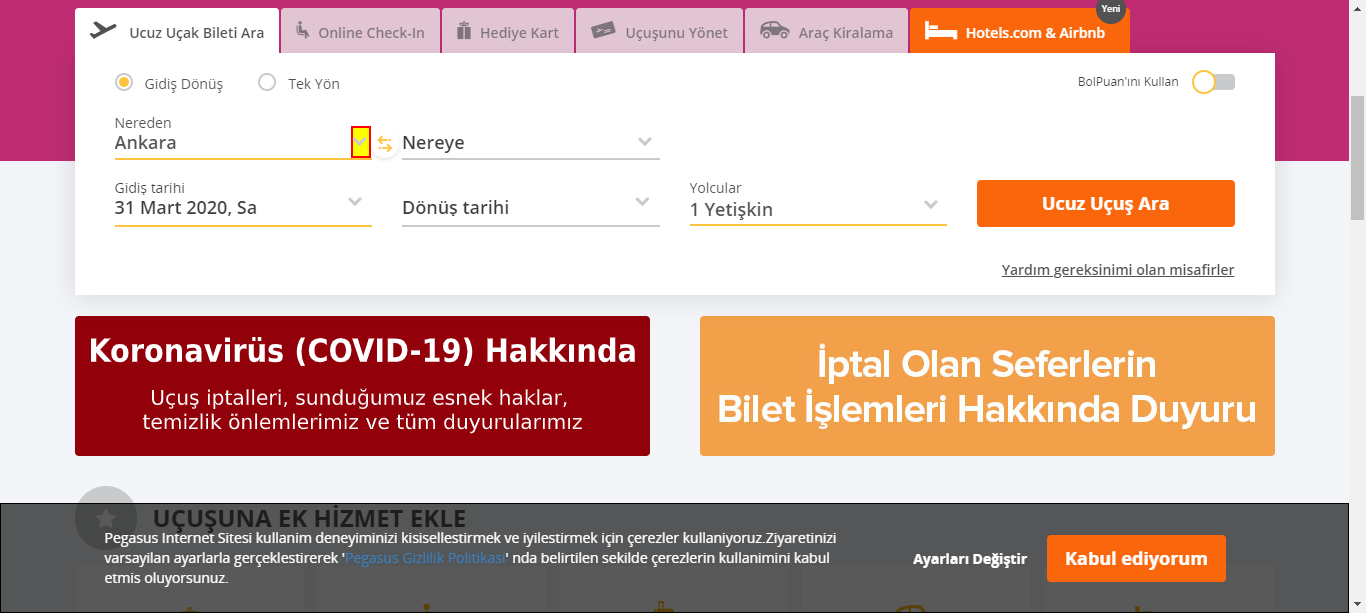 Yeni
Ucuz Uçak Bileti Ara
Online Check-In
Hediye Kart
Uçuşunu Yönet
Araç Kiralama
Hotels.com & Airbnb
Gidiş Dönüş
Tek Yön
BolPuan'ını Kullan
Nereden
Ankara
Nereye
Gidiş tarihi
31 Mart 2020, Sa
Dönüş tarihi
Yolcular
1 Yetişkin
Ucuz Uçuş Ara
Yardım gereksinimi olan misafirler
Koronavirüs (COVID-19) Hakkında
Uçuş iptalleri, sunduğumuz esnek haklar,
temizlik önlemlerimiz ve tüm duyurularımız
İptal Olan Seferlerin
Bilet İşlemleri Hakkında Duyuru
UÇUŞUNA EK HİZMET EKLE
Pegasus Internet Sitesi kullanim deneyiminizi kisisellestirmek ve iyilestirmek için çerezler kullaniyoruz.Ziyaretinizi
varsayilan ayarlarla gerçeklestirerek 'Pegasus Gizlilik Politikasi' nda belirtilen sekilde çerezlerin kullanimini kabul
etmis oluyorsunuz.
Ayarları Değiştir
Kabul ediyorum